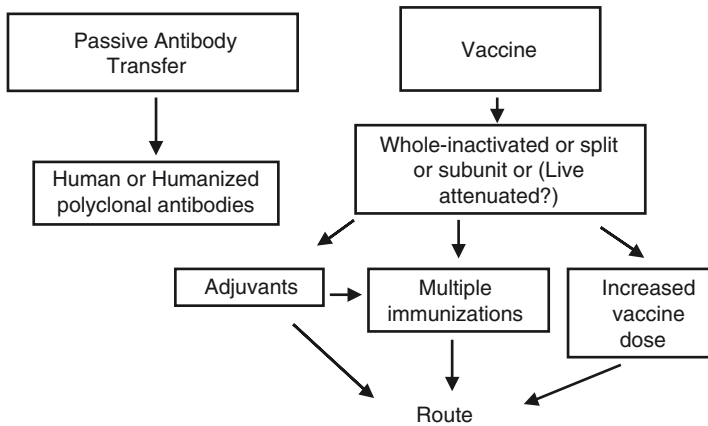 Passive Antibody
Transfer
Vaccine
Human or Humanized
polyclonal antibodies
Whole-inactivated or split
or subunit or (Live
attenuated?)
Adjuvants
Multiple
immunizations
Increased
vaccine
dose
Route